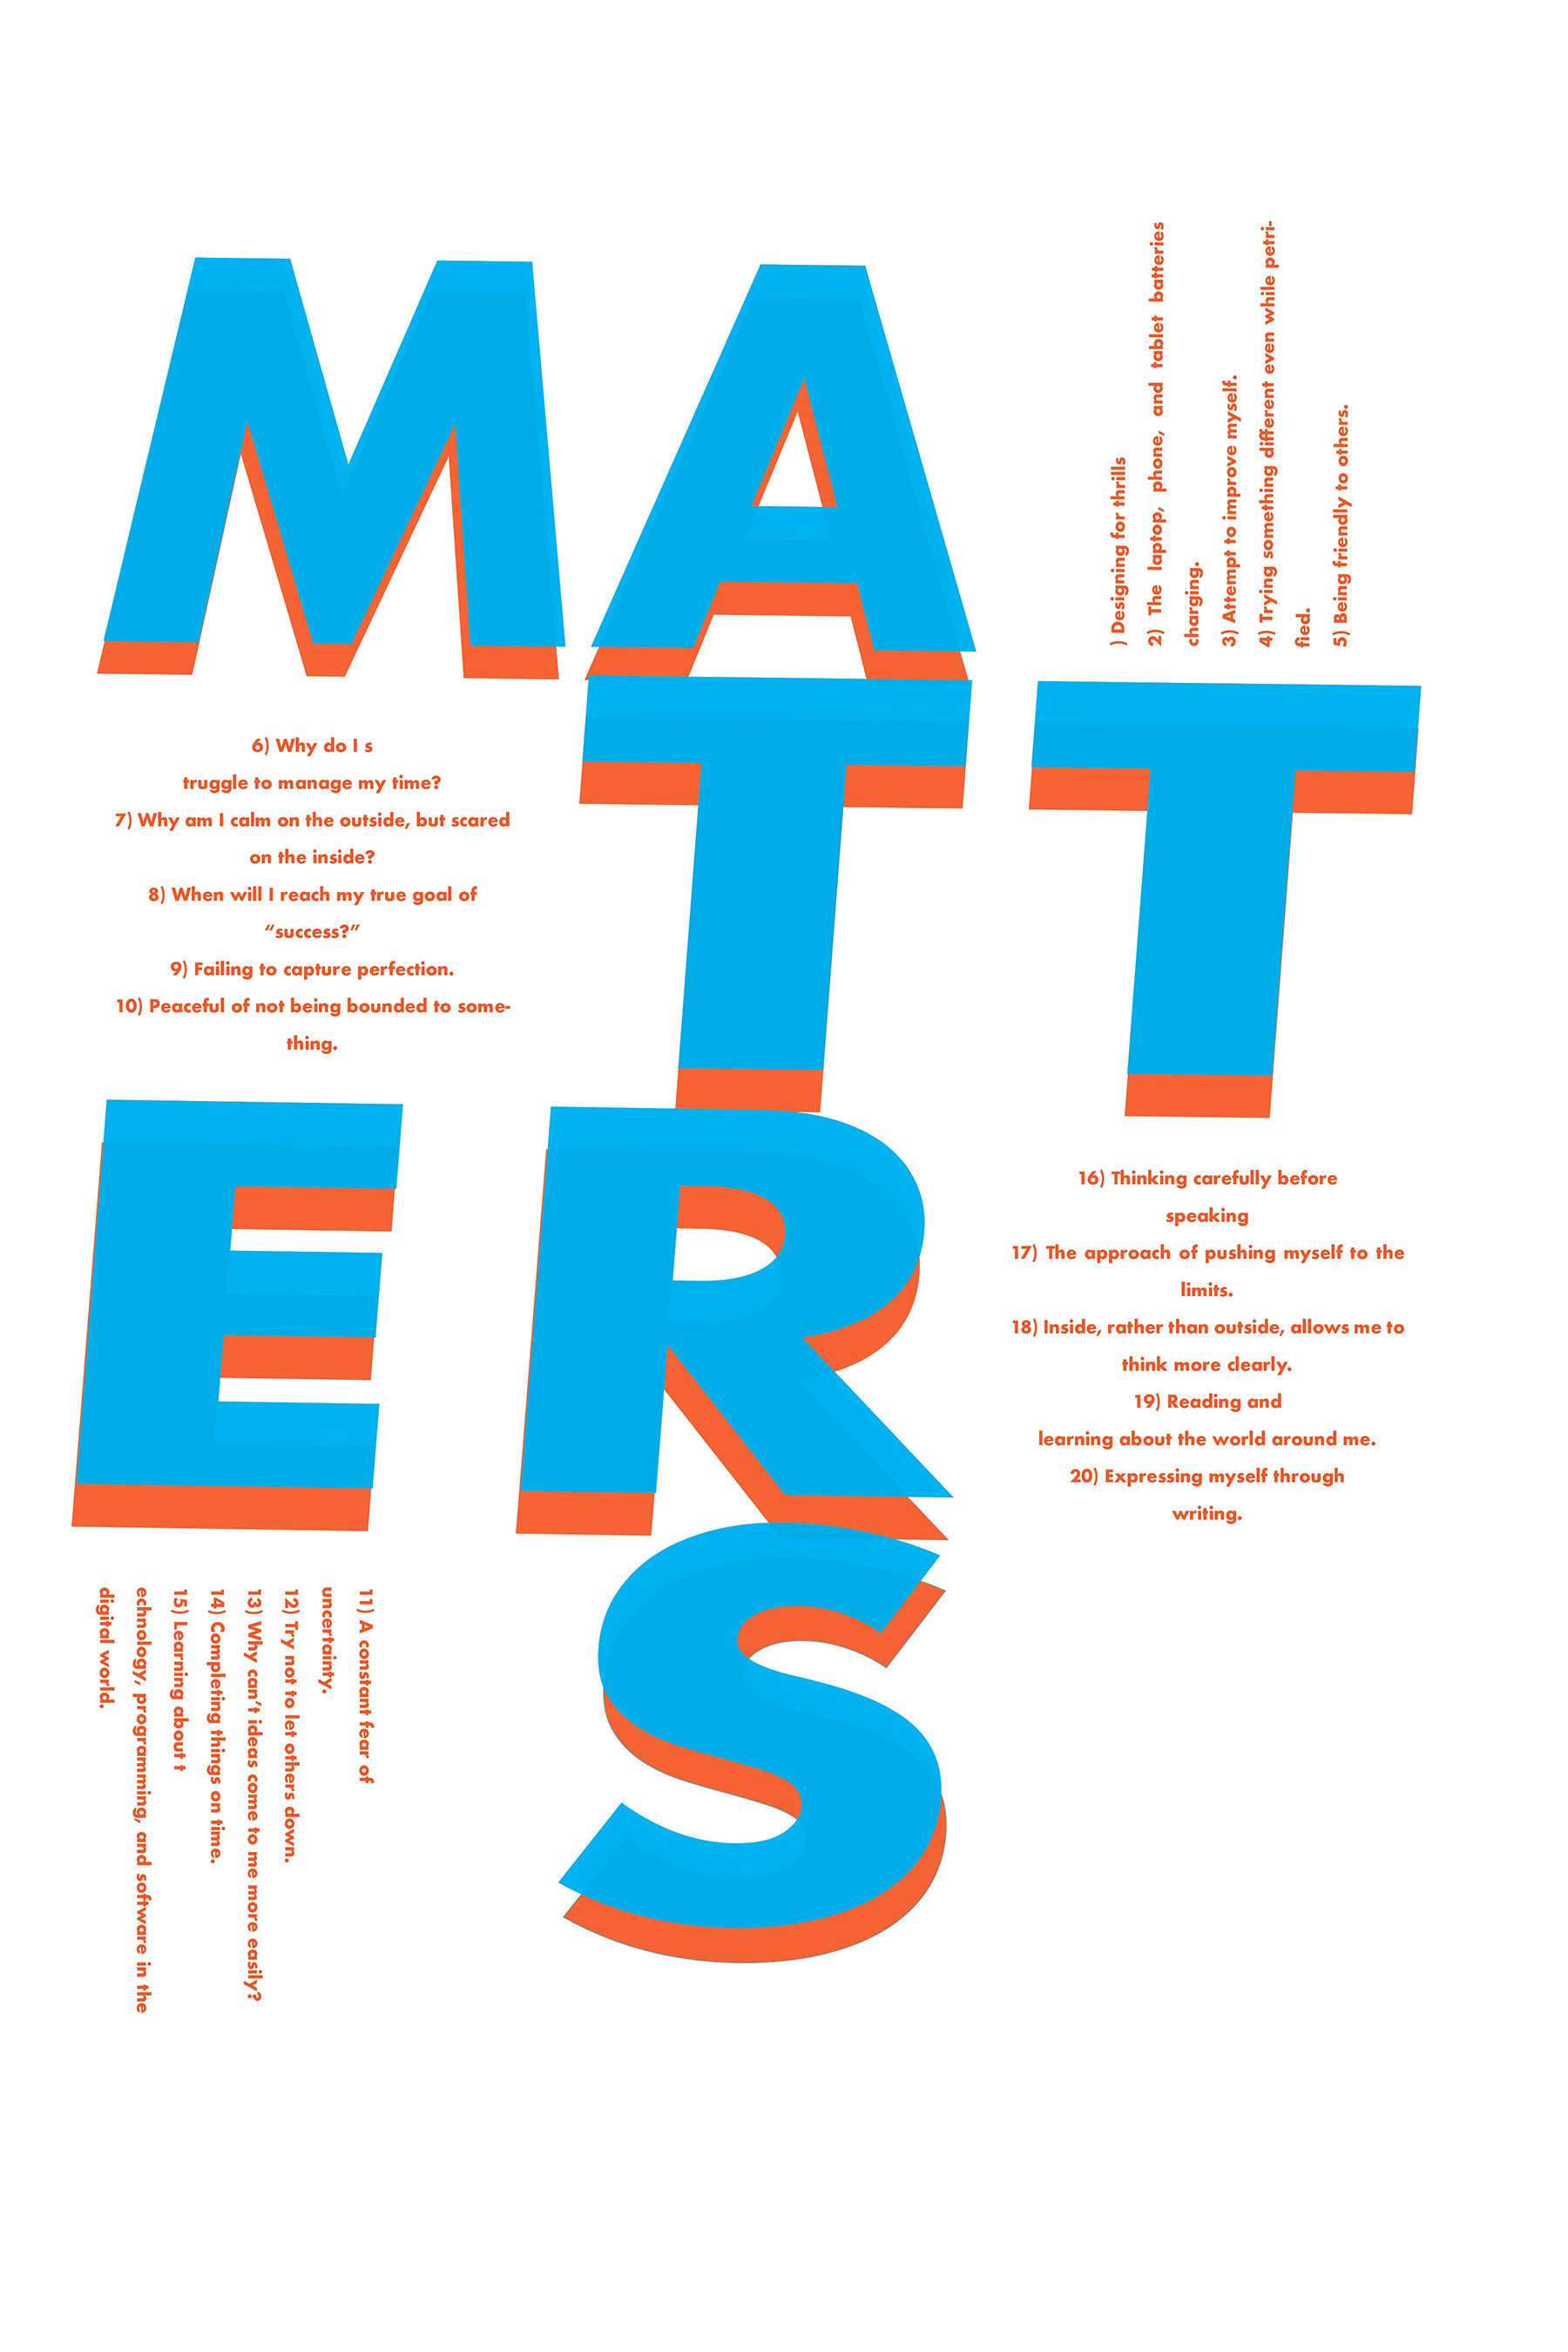 MA
) Designing for thrills
2) The laptop, phone, and tablet batteries
charging.
3) Attempt to improve myself.
4) Trying something different even while petri-
fied.
5) Being friendly to others.
TT
6) Why do I s
truggle to manage my time?
7) Why am I calm on the outside, but scared
on the inside?
8) When will I reach my true goal of
“success?”
9) Failing to capture perfection.
10) Peaceful of not being bounded to some-
thing.
ER
11) A constant fear of
uncertainty.
12) Try not to let others down.
13) Why can’t ideas come to me more easily?
14) Completing things on time.
15) Learning about t
echnology, programming, and software in the
digital world.
16) Thinking carefully before
speaking
17) The approach of pushing myself to the
limits.
18) Inside, rather than outside, allows me to
think more clearly.
19) Reading and
learning about the world around me.
20) Expressing myself through
writing.
S